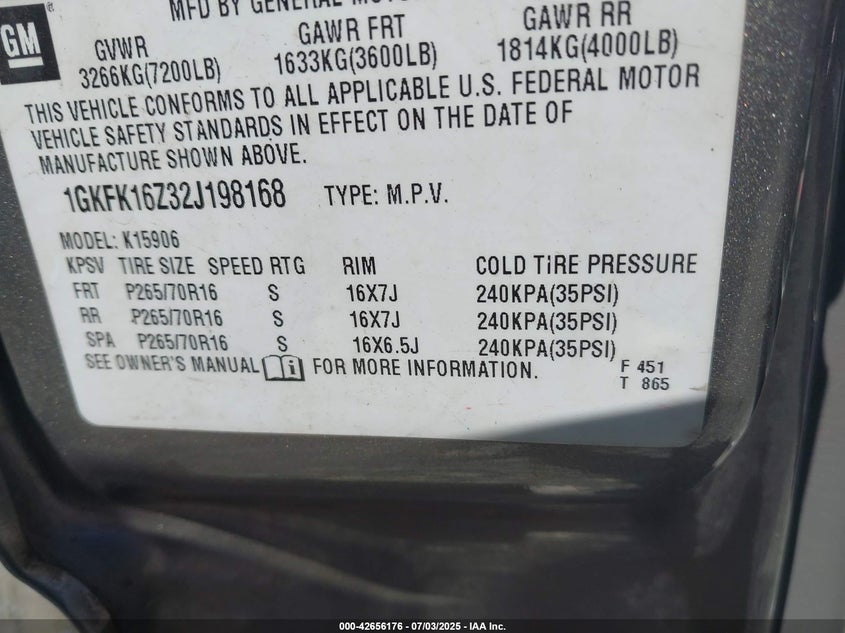 MFD BY GENERAL
GM
GVWR GAWR FRT GAWR RR
3266KG(7200LB) 1633KG(3600LB) 1814KG(4000LB)
THIS VEHICLE CONFORMS TO ALL APPLICABLE U.S. FEDERAL MOTOR
VEHICLE SAFETY STANDARDS IN EFFECT ON THE DATE OF
MANUFACTURE SHOWN ABOVE.
1GKFK16Z32J198168 TYPE: M.P.V.
MODEL: K15906
KPSV TIRE SIZE SPEED RTG RIM COLD TIRE PRESSURE
FRT P265/70R16 S 16X7J 240KPA(35PSI)
RR P265/70R16 S 16X7J 240KPA(35PSI)
SPA P265/70R16 S 16X6.5J 240KPA(35PSI)
SEE OWNER'S MANUAL FOR MORE INFORMATION.
F 451
T 865
000-42656176 - 07/03/2025 - IAA Inc.